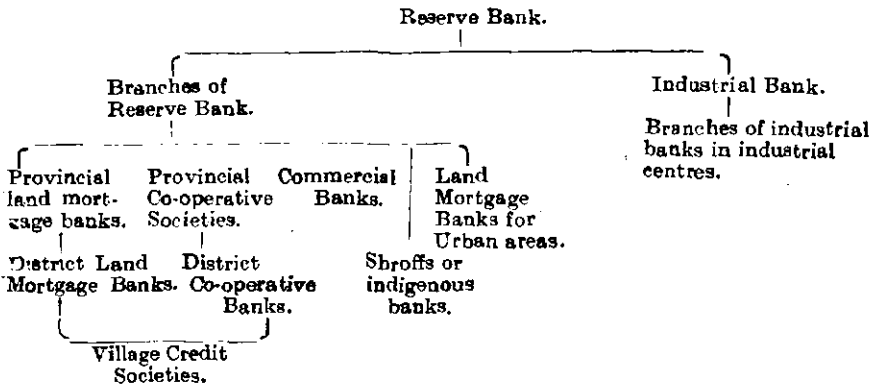 Reserve Bank.
Branches of
Reserve Bank.
Industrial Bank.
Branches of industrial
banks in industrial
centres.
Provincial
land mort-
gage banks.
Provincial
Co-operative
Societies.
Commercial
Banks.
Land
Mortgage
Banks for
Urban areas.
District Land
Mortgage Banks.
District
Co-operative
Banks.
Shroffs or
indigenous
banks.
Village Credit
Societies.